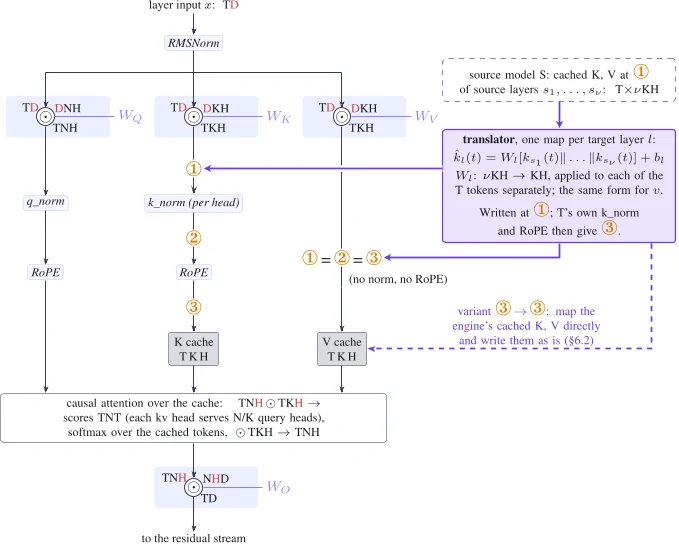 layer input x: TD
RMSNorm
TD DNH
TNH
W_Q
TD DKH
TKH
W_K
TD DKH
TKH
W_V
source model S: cached K, V at ①
of source layers s₁, . . . , sᵥ: T×νKH
translator, one map per target layer l:
k̂_l(t) = W_l[k_{s₁}(t)‖ . . . ‖k_{sᵥ}(t)] + b_l
W_l: νKH → KH, applied to each of the
T tokens separately; the same form for v.
Written at ①; T's own k_norm
and RoPE then give ③.
①
q_norm
k_norm (per head)
②
① = ② = ③
(no norm, no RoPE)
RoPE
RoPE
③
variant ③→③: map the
engine's cached K, V directly
and write them as is (§6.2)
K cache
T K H
V cache
T K H
causal attention over the cache: TNH ⊙ TKH →
scores TNT (each kv head serves N/K query heads),
softmax over the cached tokens, ⊙ TKH → TNH
TNH NHD
TD
W_O
to the residual stream